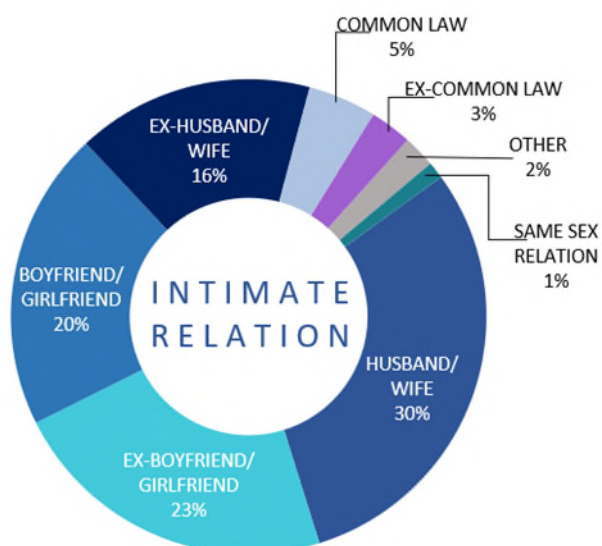 COMMON LAW
5%
EX-COMMON LAW
3%
OTHER
2%
SAME SEX
RELATION
1%
HUSBAND/
WIFE
30%
EX-BOYFRIEND/
GIRLFRIEND
23%
BOYFRIEND/
GIRLFRIEND
20%
EX-HUSBAND/
WIFE
16%
INTIMATE
RELATION